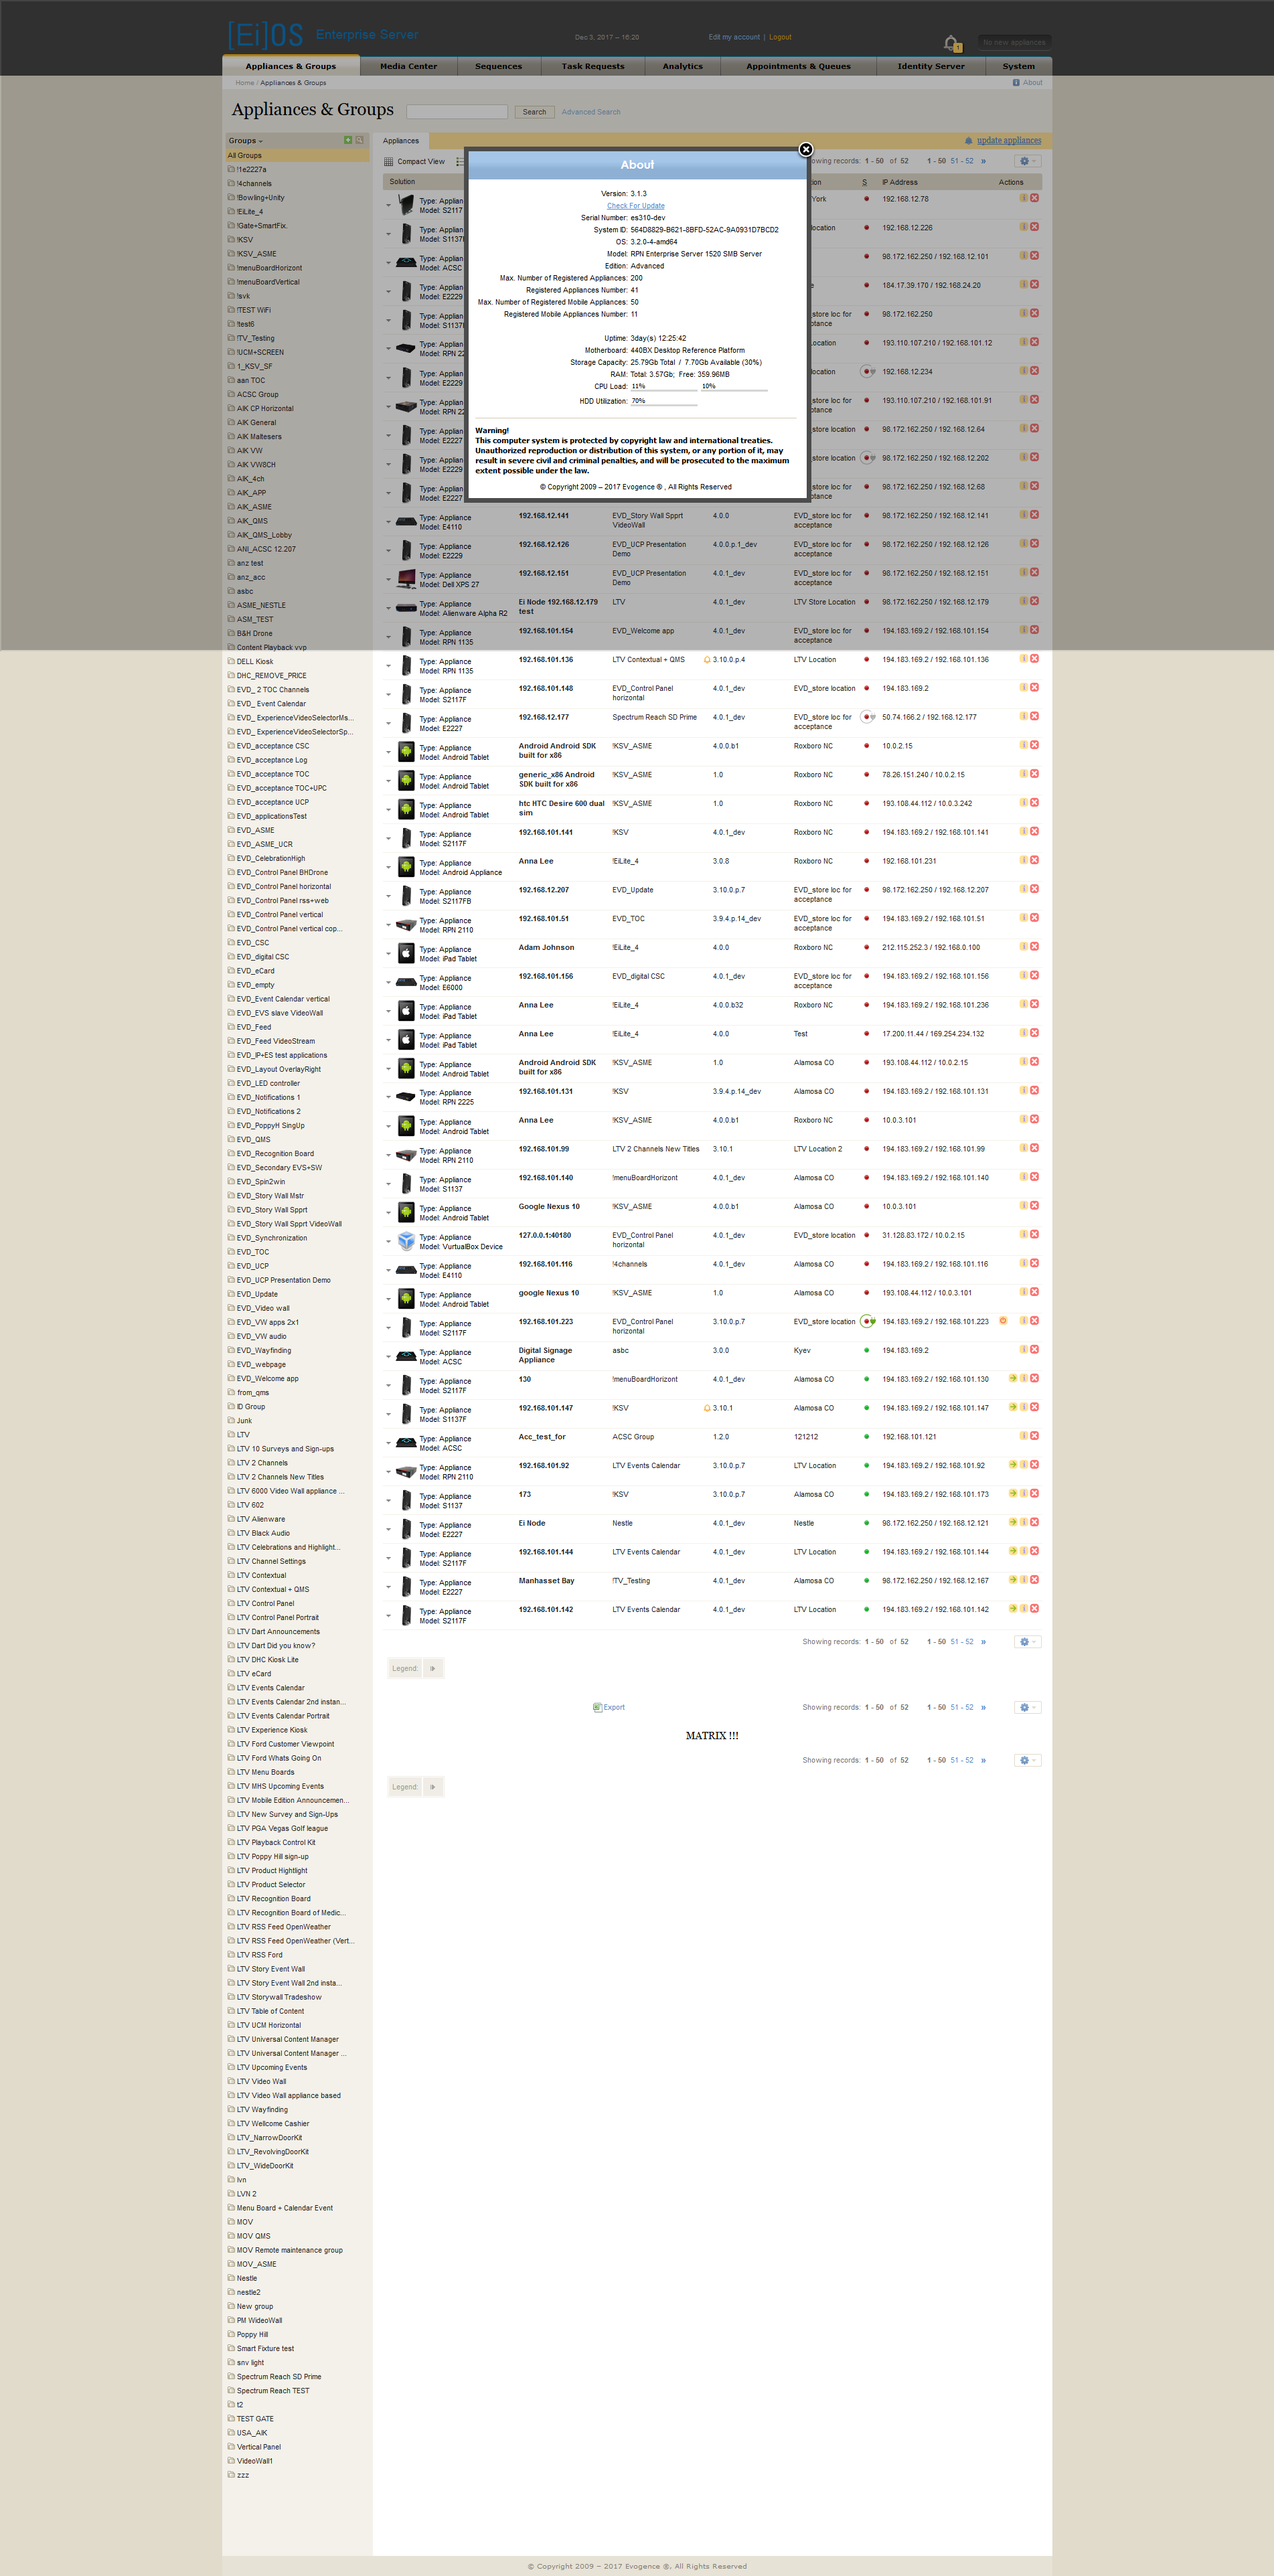 [Ei]OS Enterprise Server
Dec 3, 2017 – 16:20
Edit my account | Logout
1
No new appliances
Appliances & Groups
Media Center
Sequences
Task Requests
Analytics
Appointments & Queues
Identity Server
System
Home / Appliances & Groups
About
Appliances & Groups
Search
Advanced Search
Groups
All Groups
!1e2227a
!4channels
!Bowling+Unity
!EiLite_4
!Gate+SmartFix.
!KSV
!KSV_ASME
!menuBoardHorizont
!menuBoardVertical
!svk
!TEST WiFi
!test6
!TV_Testing
!UCM+SCREEN
1_KSV_SF
aan TOC
ACSC Group
AIK CP Horizontal
AIK General
AIK Maltesers
AIK VW
AIK VW8CH
AIK_4ch
AIK_APP
AIK_ASME
AIK_QMS
AIK_QMS_Lobby
ANI_ACSC 12.207
anz test
anz_acc
asbc
ASME_NESTLE
ASM_TEST
B&H Drone
Content Playback vvp
DELL Kiosk
DHC_REMOVE_PRICE
EVD_ 2 TOC Channels
EVD_ Event Calendar
EVD_ ExperienceVideoSelectorMs...
EVD_ ExperienceVideoSelectorSp...
EVD_acceptance CSC
EVD_acceptance Log
EVD_acceptance TOC
EVD_acceptance TOC+UPC
EVD_acceptance UCP
EVD_applicationsTest
EVD_ASME
EVD_ASME_UCR
EVD_CelebrationHigh
EVD_Control Panel BHDrone
EVD_Control Panel horizontal
EVD_Control Panel rss+web
EVD_Control Panel vertical
EVD_Control Panel vertical cop...
EVD_CSC
EVD_digital CSC
EVD_eCard
EVD_empty
EVD_Event Calendar vertical
EVD_EVS slave VideoWall
EVD_Feed
EVD_Feed VideoStream
EVD_IP+ES test applications
EVD_Layout OverlayRight
EVD_LED controller
EVD_Notifications 1
EVD_Notifications 2
EVD_PoppyH SingUp
EVD_QMS
EVD_Recognition Board
EVD_Secondary EVS+SW
EVD_Spin2win
EVD_Story Wall Mstr
EVD_Story Wall Spprt
EVD_Story Wall Spprt VideoWall
EVD_Synchronization
EVD_TOC
EVD_UCP
EVD_UCP Presentation Demo
EVD_Update
EVD_Video wall
EVD_VW apps 2x1
EVD_VW audio
EVD_Wayfinding
EVD_webpage
EVD_Welcome app
from_qms
ID Group
Junk
LTV
LTV 10 Surveys and Sign-ups
LTV 2 Channels
LTV 2 Channels New Titles
LTV 6000 Video Wall appliance ...
LTV 602
LTV Alienware
LTV Black Audio
LTV Celebrations and Highlight...
LTV Channel Settings
LTV Contextual
LTV Contextual + QMS
LTV Control Panel
LTV Control Panel Portrait
LTV Dart Announcements
LTV Dart Did you know?
LTV DHC Kiosk Lite
LTV eCard
LTV Events Calendar
LTV Events Calendar 2nd instan...
LTV Events Calendar Portrait
LTV Experience Kiosk
LTV Ford Customer Viewpoint
LTV Ford Whats Going On
LTV Menu Boards
LTV MHS Upcoming Events
LTV Mobile Edition Announcemen...
LTV New Survey and Sign-Ups
LTV PGA Vegas Golf league
LTV Playback Control Kit
LTV Poppy Hill sign-up
LTV Product Hightlight
LTV Product Selector
LTV Recognition Board
LTV Recognition Board of Medic...
LTV RSS Feed OpenWeather
LTV RSS Feed OpenWeather (Vert...
LTV RSS Ford
LTV Story Event Wall
LTV Story Event Wall 2nd insta...
LTV Storywall Tradeshow
LTV Table of Content
LTV UCM Horizontal
LTV Universal Content Manager
LTV Universal Content Manager ...
LTV Upcoming Events
LTV Video Wall
LTV Video Wall appliance based
LTV Wayfinding
LTV Wellcome Cashier
LTV_NarrowDoorKit
LTV_RevolvingDoorKit
LTV_WideDoorKit
lvn
LVN 2
Menu Board + Calendar Event
MOV
MOV QMS
MOV Remote maintenance group
MOV_ASME
Nestle
nestle2
New group
PM WideoWall
Poppy Hill
Smart Fixture test
snv light
Spectrum Reach SD Prime
Spectrum Reach TEST
t2
TEST GATE
USA_AIK
Vertical Panel
VideoWall1
zzz
Appliances
update appliances
Compact View
owing records: 1 - 50 of 52 1 - 50 51 - 52 »
Solution
tion S IP Address Actions
About
Version: 3.1.3
Check For Update
Serial Number: es310-dev
System ID: 564D8829-B621-8BFD-52AC-9A0931D7BCD2
OS: 3.2.0-4-amd64
Model: RPN Enterprise Server 1520 SMB Server
Edition: Advanced
Max. Number of Registered Appliances: 200
Registered Appliances Number: 41
Max. Number of Registered Mobile Appliances: 50
Registered Mobile Appliances Number: 11
Uptime: 3day(s) 12:25:42
Motherboard: 440BX Desktop Reference Platform
Storage Capacity: 25.79Gb Total / 7.70Gb Available (30%)
RAM: Total: 3.57Gb; Free: 359.96MB
CPU Load: 11% 10%
HDD Utilization: 70%
Warning!
This computer system is protected by copyright law and international treaties.
Unauthorized reproduction or distribution of this system, or any portion of it, may
result in severe civil and criminal penalties, and will be prosecuted to the maximum
extent possible under the law.
© Copyright 2009 – 2017 Evogence ® , All Rights Reserved
Type: Appliance York 192.168.12.78
Model: S2117
Type: Appliance location 192.168.12.226
Model: S1137
Type: Appliance 98.172.162.250 / 192.168.12.101
Model: ACSC
Type: Appliance e 184.17.39.170 / 192.168.24.20
Model: E2229
Type: Appliance store loc for 98.172.162.250
Model: S1137 ptance
Type: Appliance Location 193.110.107.210 / 192.168.101.12
Model: RPN 22
Type: Appliance location 192.168.12.234
Model: E2229
Type: Appliance store loc for 193.110.107.210 / 192.168.101.91
Model: RPN 22 ptance
Type: Appliance store location 98.172.162.250 / 192.168.12.64
Model: E2227
Type: Appliance store location 98.172.162.250 / 192.168.12.202
Model: E2229
Type: Appliance store loc for 98.172.162.250 / 192.168.12.68
Model: E2227 ptance
Type: Appliance 192.168.12.141 EVD_Story Wall Spprt 4.0.0 EVD_store loc for 98.172.162.250 / 192.168.12.141
Model: E4110 VideoWall acceptance
Type: Appliance 192.168.12.126 EVD_UCP Presentation 4.0.0.p.1_dev EVD_store loc for 98.172.162.250 / 192.168.12.126
Model: E2229 Demo acceptance
Type: Appliance 192.168.12.151 EVD_UCP Presentation 4.0.1_dev EVD_store loc for 98.172.162.250 / 192.168.12.151
Model: Dell XPS 27 Demo acceptance
Type: Appliance Ei Node 192.168.12.179 LTV 4.0.1_dev LTV Store Location 98.172.162.250 / 192.168.12.179
Model: Alienware Alpha R2 test
Type: Appliance 192.168.101.154 EVD_Welcome app 4.0.1_dev EVD_store loc for 194.183.169.2 / 192.168.101.154
Model: RPN 1135 acceptance
Type: Appliance 192.168.101.136 LTV Contextual + QMS 3.10.0.p.4 LTV Location 194.183.169.2 / 192.168.101.136
Model: RPN 1135
Type: Appliance 192.168.101.148 EVD_Control Panel 4.0.1_dev EVD_store location 194.183.169.2
Model: S2117F horizontal
Type: Appliance 192.168.12.177 Spectrum Reach SD Prime 4.0.1_dev EVD_store loc for 50.74.166.2 / 192.168.12.177
Model: E2227 acceptance
Type: Appliance Android Android SDK !KSV_ASME 4.0.0.b1 Roxboro NC 10.0.2.15
Model: Android Tablet built for x86
Type: Appliance generic_x86 Android !KSV_ASME 1.0 Roxboro NC 78.26.151.240 / 10.0.2.15
Model: Android Tablet SDK built for x86
Type: Appliance htc HTC Desire 600 dual !KSV_ASME 1.0 Roxboro NC 193.108.44.112 / 10.0.3.242
Model: Android Tablet sim
Type: Appliance 192.168.101.141 !KSV 4.0.1_dev Roxboro NC 194.183.169.2 / 192.168.101.141
Model: S2117F
Type: Appliance Anna Lee !EiLite_4 3.0.8 Roxboro NC 192.168.101.231
Model: Android Appliance
Type: Appliance 192.168.12.207 EVD_Update 3.10.0.p.7 EVD_store loc for 98.172.162.250 / 192.168.12.207
Model: S2117FB acceptance
Type: Appliance 192.168.101.51 EVD_TOC 3.9.4.p.14_dev EVD_store loc for 194.183.169.2 / 192.168.101.51
Model: RPN 2110 acceptance
Type: Appliance Adam Johnson !EiLite_4 4.0.0 Roxboro NC 212.115.252.3 / 192.168.0.100
Model: iPad Tablet
Type: Appliance 192.168.101.156 EVD_digital CSC 4.0.1_dev EVD_store loc for 194.183.169.2 / 192.168.101.156
Model: E6000 acceptance
Type: Appliance Anna Lee !EiLite_4 4.0.0.b32 Roxboro NC 194.183.169.2 / 192.168.101.236
Model: iPad Tablet
Type: Appliance Anna Lee !EiLite_4 4.0.0 Test 17.200.11.44 / 169.254.234.132
Model: iPad Tablet
Type: Appliance Android Android SDK !KSV_ASME 1.0 Alamosa CO 193.108.44.112 / 10.0.2.15
Model: Android Tablet built for x86
Type: Appliance 192.168.101.131 !KSV 3.9.4.p.14_dev Alamosa CO 194.183.169.2 / 192.168.101.131
Model: RPN 2225
Type: Appliance Anna Lee !KSV_ASME 4.0.0.b1 Roxboro NC 10.0.3.101
Model: Android Tablet
Type: Appliance 192.168.101.99 LTV 2 Channels New Titles 3.10.1 LTV Location 2 194.183.169.2 / 192.168.101.99
Model: RPN 2110
Type: Appliance 192.168.101.140 !menuBoardHorizont 4.0.1_dev Alamosa CO 194.183.169.2 / 192.168.101.140
Model: S1137
Type: Appliance Google Nexus 10 !KSV_ASME 4.0.0.b1 Alamosa CO 10.0.3.101
Model: Android Tablet
Type: Appliance 127.0.0.1:40180 EVD_Control Panel 4.0.1_dev EVD_store location 31.128.83.172 / 10.0.2.15
Model: VurtualBox Device horizontal
Type: Appliance 192.168.101.116 !4channels 4.0.1_dev Alamosa CO 194.183.169.2 / 192.168.101.116
Model: E4110
Type: Appliance google Nexus 10 !KSV_ASME 1.0 Alamosa CO 193.108.44.112 / 10.0.3.101
Model: Android Tablet
Type: Appliance 192.168.101.223 EVD_Control Panel 3.10.0.p.7 EVD_store location 194.183.169.2 / 192.168.101.223
Model: S2117F horizontal
Type: Appliance Digital Signage asbc 3.0.0 Kyev 194.183.169.2
Model: ACSC Appliance
Type: Appliance 130 !menuBoardHorizont 4.0.1_dev Alamosa CO 194.183.169.2 / 192.168.101.130
Model: S2117F
Type: Appliance 192.168.101.147 !KSV 3.10.1 Alamosa CO 194.183.169.2 / 192.168.101.147
Model: S1137F
Type: Appliance Acc_test_for ACSC Group 1.2.0 121212 192.168.101.121
Model: ACSC
Type: Appliance 192.168.101.92 LTV Events Calendar 3.10.0.p.7 LTV Location 194.183.169.2 / 192.168.101.92
Model: RPN 2110
Type: Appliance 173 !KSV 3.10.0.p.7 Alamosa CO 194.183.169.2 / 192.168.101.173
Model: S1137
Type: Appliance Ei Node Nestle 4.0.1_dev Nestle 98.172.162.250 / 192.168.12.121
Model: E2227
Type: Appliance 192.168.101.144 LTV Events Calendar 4.0.1_dev LTV Location 194.183.169.2 / 192.168.101.144
Model: S2117F
Type: Appliance Manhasset Bay !TV_Testing 4.0.1_dev Alamosa CO 98.172.162.250 / 192.168.12.167
Model: E2227
Type: Appliance 192.168.101.142 LTV Events Calendar 4.0.1_dev LTV Location 194.183.169.2 / 192.168.101.142
Model: S2117F
Showing records: 1 - 50 of 52 1 - 50 51 - 52 »
Legend:
Export
Showing records: 1 - 50 of 52 1 - 50 51 - 52 »
MATRIX !!!
Showing records: 1 - 50 of 52 1 - 50 51 - 52 »
Legend:
© Copyright 2009 – 2017 Evogence ®, All Rights Reserved